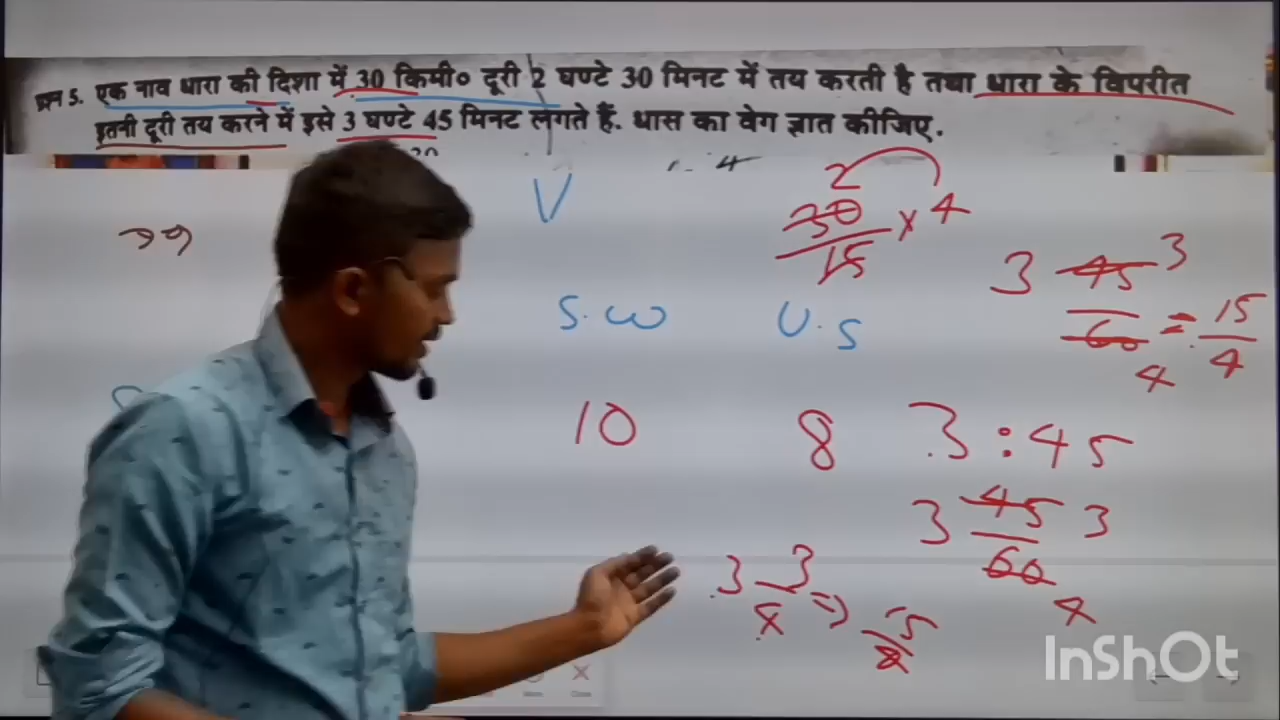 प्रश्न 5. एक नाव धारा की दिशा में 30 किमी० दूरी 2 घण्टे 30 मिनट में तय करती है तथा धारा के विपरीत
इतनी दूरी तय करने में इसे 3 घण्टे 45 मिनट लगते हैं. धारा का वेग ज्ञात कीजिए.
V
2
30 x 4
15
3 45 3
60 = 15
4 4
S.W U.S
10 8 3:45
3 45 3
60
4
3 3 => 15
4 4
InShOt